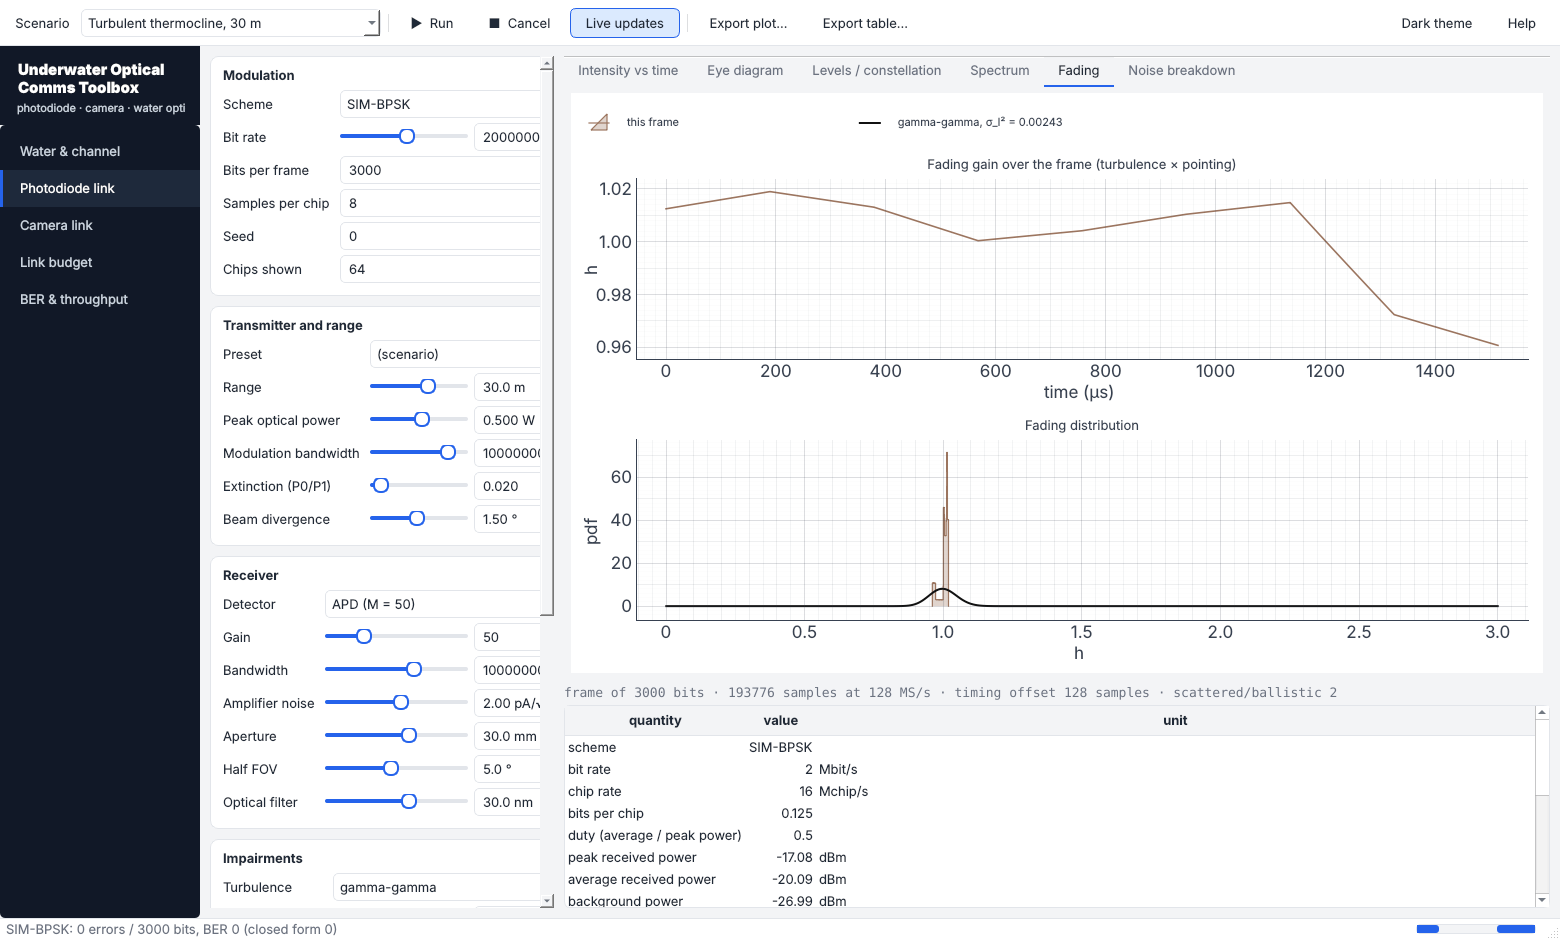 Scenario
Turbulent thermocline, 30 m
Run
Cancel
Live updates
Export plot...
Export table...
Dark theme
Help
Underwater Optical
Comms Toolbox
photodiode · camera · water opti
Water & channel
Photodiode link
Camera link
Link budget
BER & throughput
Modulation
Scheme SIM-BPSK
Bit rate 2000000
Bits per frame 3000
Samples per chip 8
Seed 0
Chips shown 64
Transmitter and range
Preset (scenario)
Range 30.0 m
Peak optical power 0.500 W
Modulation bandwidth 10000000
Extinction (P0/P1) 0.020
Beam divergence 1.50 °
Receiver
Detector APD (M = 50)
Gain 50
Bandwidth 10000000
Amplifier noise 2.00 pA/√
Aperture 30.0 mm
Half FOV 5.0 °
Optical filter 30.0 nm
Impairments
Turbulence gamma-gamma
Intensity vs time
Eye diagram
Levels / constellation
Spectrum
Fading
Noise breakdown
this frame
gamma-gamma, σ_I² = 0.00243
Fading gain over the frame (turbulence × pointing)
1.02
1.00
0.98
0.96
h
0 200 400 600 800 1000 1200 1400
time (µs)
Fading distribution
60
40
20
0
pdf
0 0.5 1.0 1.5 2.0 2.5 3.0
h
frame of 3000 bits · 193776 samples at 128 MS/s · timing offset 128 samples · scattered/ballistic 2
quantity value unit
scheme SIM-BPSK
bit rate 2 Mbit/s
chip rate 16 Mchip/s
bits per chip 0.125
duty (average / peak power) 0.5
peak received power -17.08 dBm
average received power -20.09 dBm
background power -26.99 dBm
SIM-BPSK: 0 errors / 3000 bits, BER 0 (closed form 0)